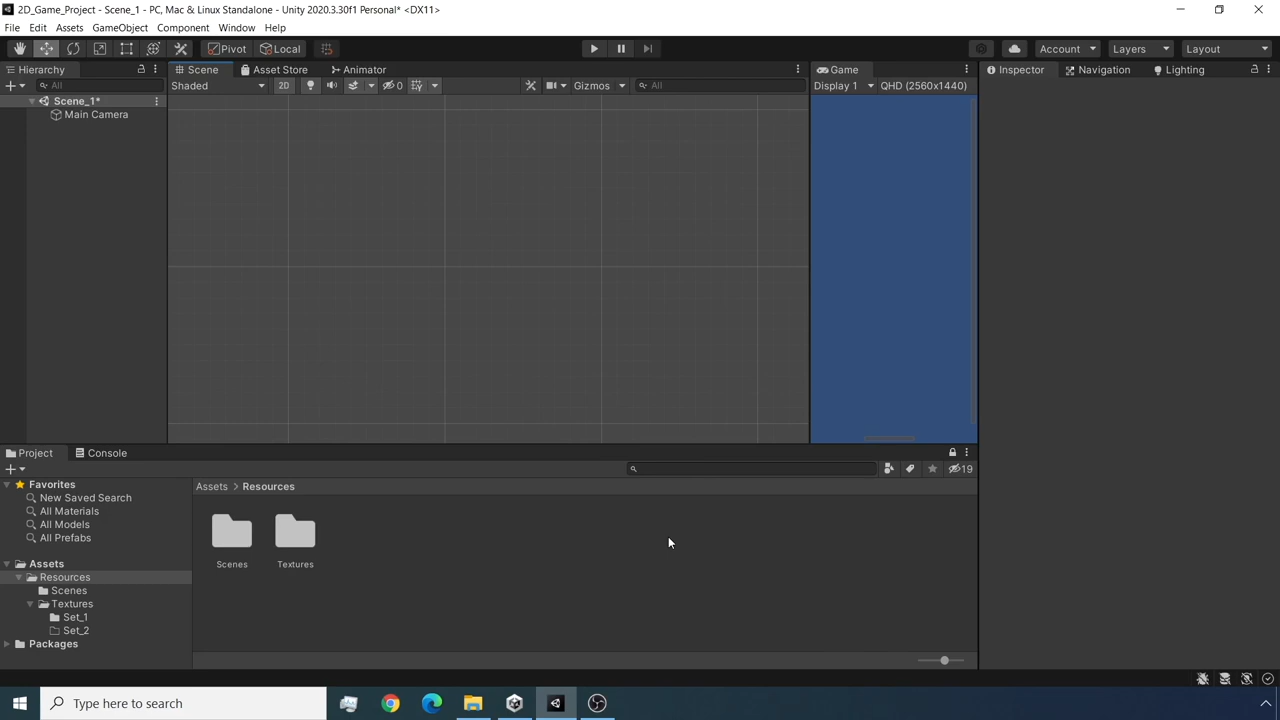 2D_Game_Project - Scene_1 - PC, Mac & Linux Standalone - Unity 2020.3.30f1 Personal* <DX11>
File Edit Assets GameObject Component Window Help
Pivot Local Account Layers Layout
Hierarchy Scene Asset Store Animator Game Inspector Navigation Lighting
All Shaded 2D 0 Gizmos All Display 1 QHD (2560x1440)
Scene_1*
Main Camera
Project Console
19
Favorites
New Saved Search
All Materials
All Models
All Prefabs
Assets
Resources
Scenes
Textures
Set_1
Set_2
Packages
Assets > Resources
Scenes Textures
Type here to search